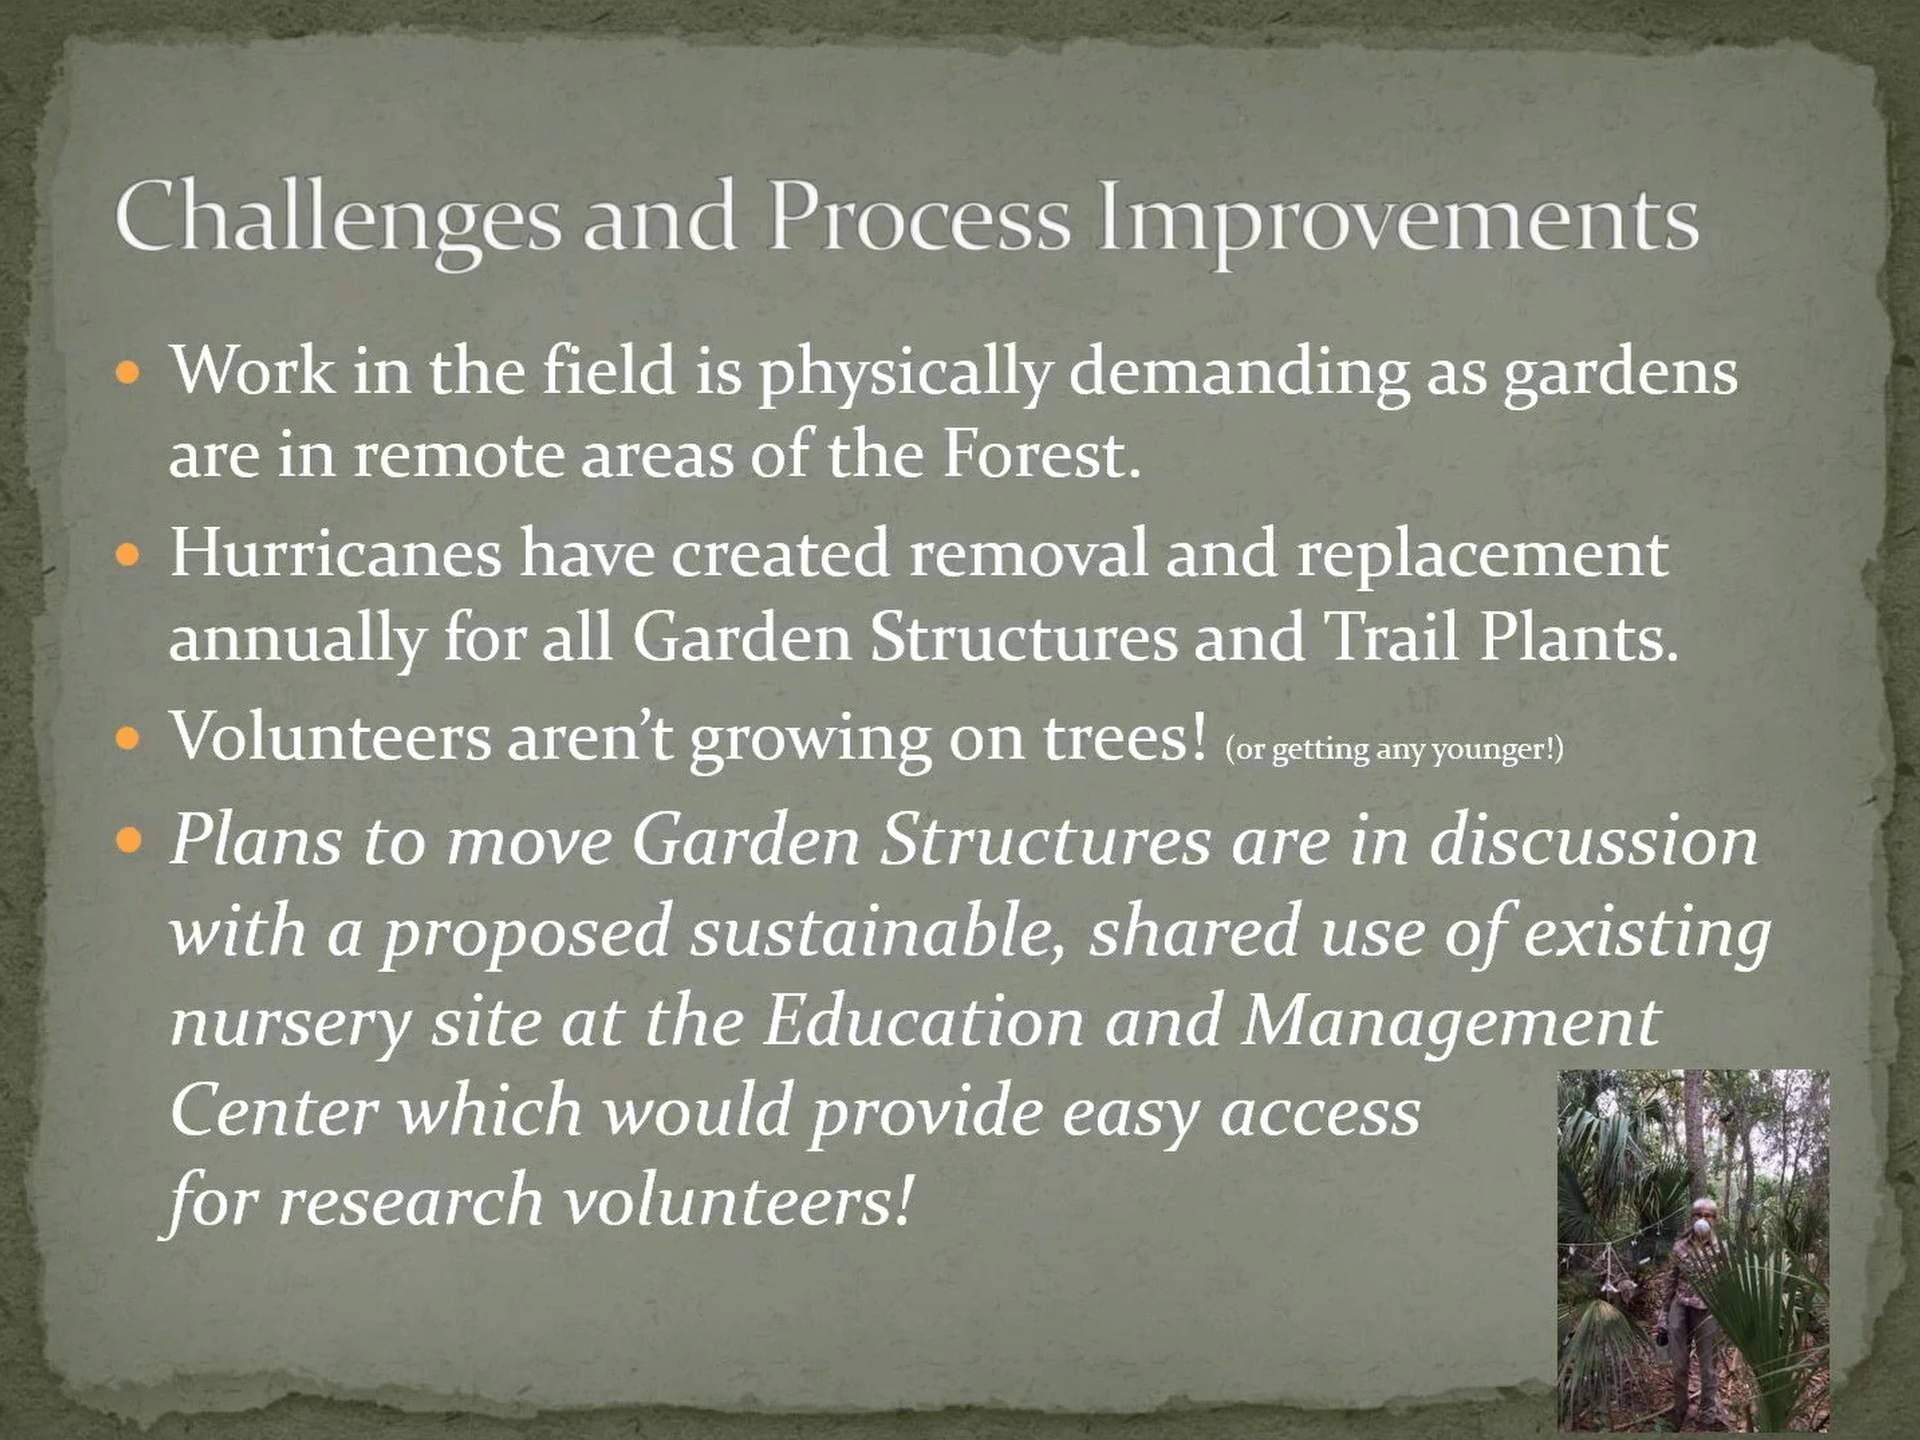 Challenges and Process Improvements
• Work in the field is physically demanding as gardens
are in remote areas of the Forest.
• Hurricanes have created removal and replacement
annually for all Garden Structures and Trail Plants.
• Volunteers aren’t growing on trees! (or getting any younger!)
• Plans to move Garden Structures are in discussion
with a proposed sustainable, shared use of existing
nursery site at the Education and Management
Center which would provide easy access
for research volunteers!